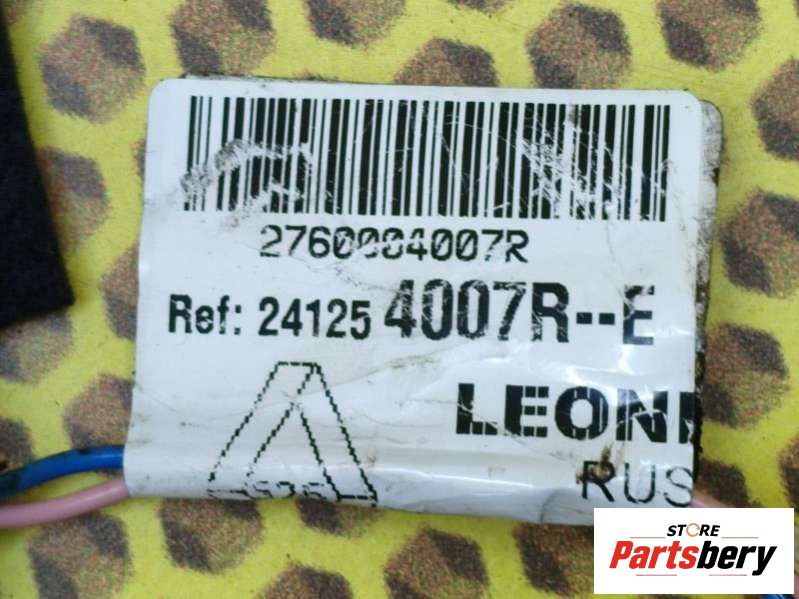 2760004007R
Ref: 24125 4007R--E
LEONI
RUS
STORE
Partsbery